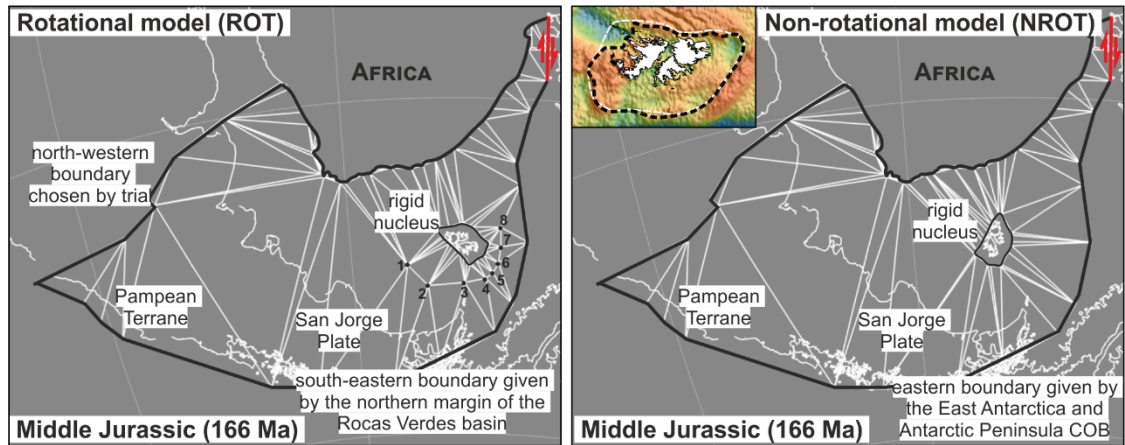 Rotational model (ROT)
AFRICA
north-western
boundary
chosen by trial
rigid
nucleus
8
7
6
5
4
3
2
1
Pampean
Terrane
San Jorge
Plate
south-eastern boundary given
by the northern margin of the
Rocas Verdes basin
Middle Jurassic (166 Ma)
Non-rotational model (NROT)
AFRICA
rigid
nucleus
Pampean
Terrane
San Jorge
Plate
eastern boundary given by
the East Antarctica and
Antarctic Peninsula COB
Middle Jurassic (166 Ma)